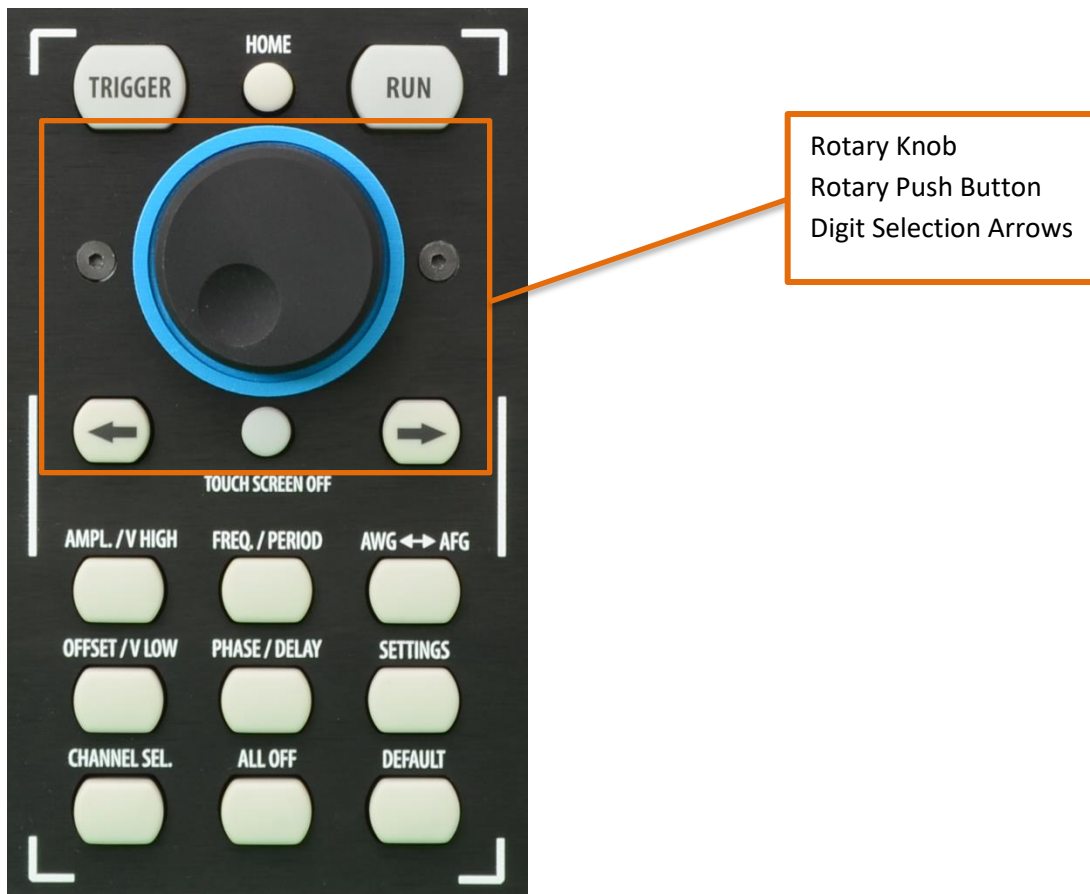 HOME
TRIGGER
RUN
Rotary Knob
Rotary Push Button
Digit Selection Arrows
TOUCH SCREEN OFF
AMPL. / V HIGH
FREQ. / PERIOD
AWG ↔ AFG
OFFSET / V LOW
PHASE / DELAY
SETTINGS
CHANNEL SEL.
ALL OFF
DEFAULT